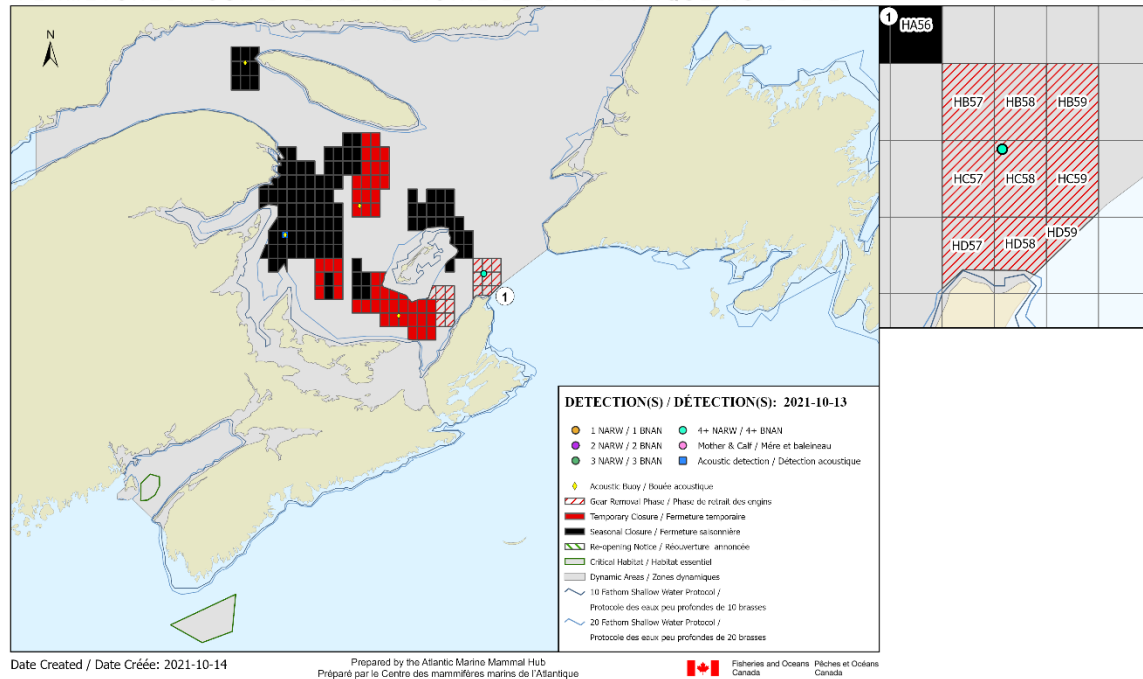 N
1
1
HA56
HB57 HB58 HB59
HC57 HC58 HC59
HD57 HD58 HD59
DETECTION(S) / DÉTECTION(S): 2021-10-13
1 NARW / 1 BNAN
4+ NARW / 4+ BNAN
2 NARW / 2 BNAN
Mother & Calf / Mére et baleineau
3 NARW / 3 BNAN
Acoustic detection / Détection acoustique
Acoustic Buoy / Bouée acoustique
Gear Removal Phase / Phase de retrait des engins
Temporary Closure / Fermeture temporaire
Seasonal Closure / Fermeture saisonnière
Re-opening Notice / Réouverture annoncée
Critical Habitat / Habitat essentiel
Dynamic Areas / Zones dynamiques
10 Fathom Shallow Water Protocol /
Protocole des eaux peu profondes de 10 brasses
20 Fathom Shallow Water Protocol /
Protocole des eaux peu profondes de 20 brasses
Date Created / Date Créée: 2021-10-14
Prepared by the Atlantic Marine Mammal Hub
Préparé par le Centre des mammifères marins de l'Atlantique
Fisheries and Oceans Pêches et Océans
Canada Canada